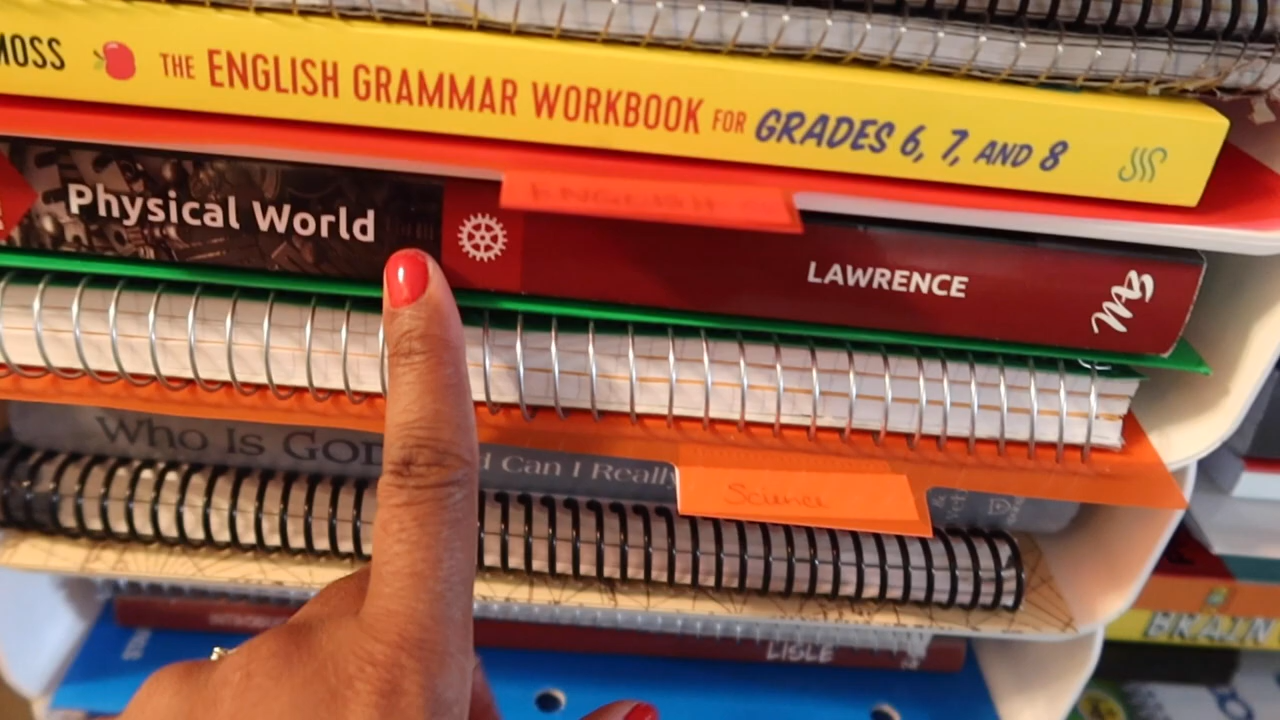 MOSS THE ENGLISH GRAMMAR WORKBOOK FOR GRADES 6, 7, AND 8
ENGLISH
Physical World LAWRENCE
Who Is GOD Can I Really
Science
LISLE
BRAIN